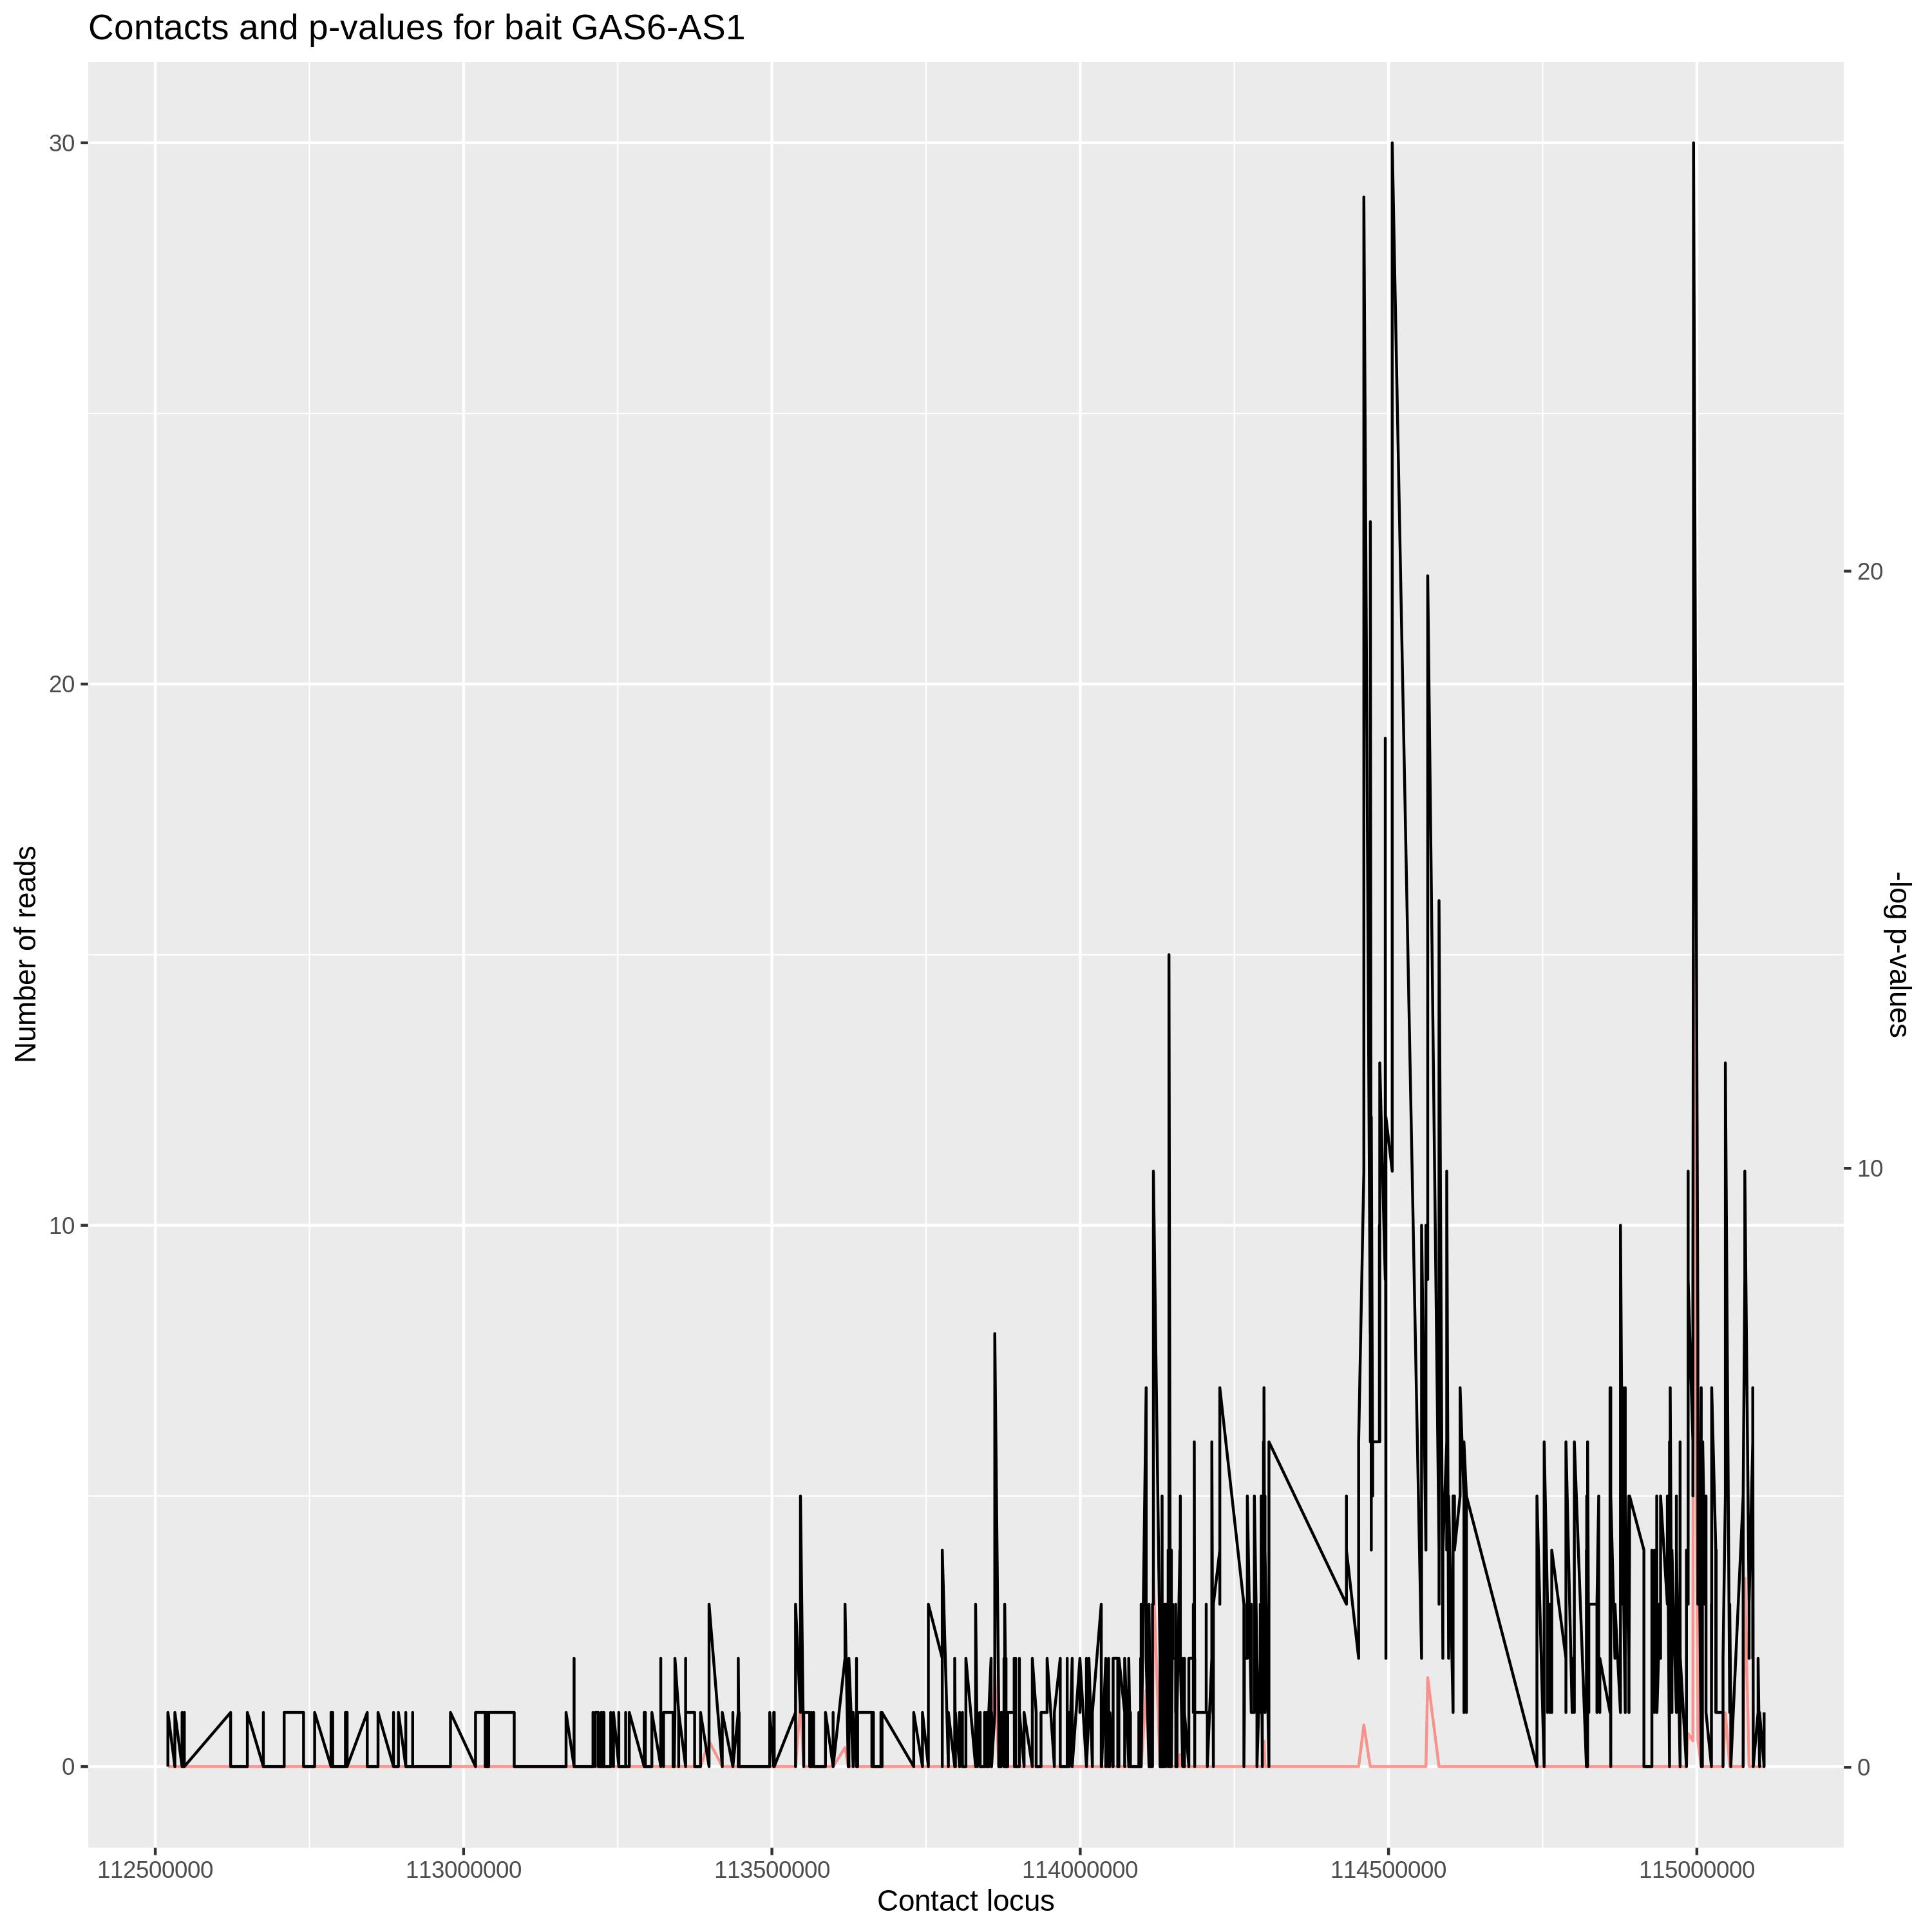 Contacts and p-values for bait GAS6-AS1
30
20
10
0
Number of reads
20
10
0
-log p-values
112500000 113000000 113500000 114000000 114500000 115000000
Contact locus